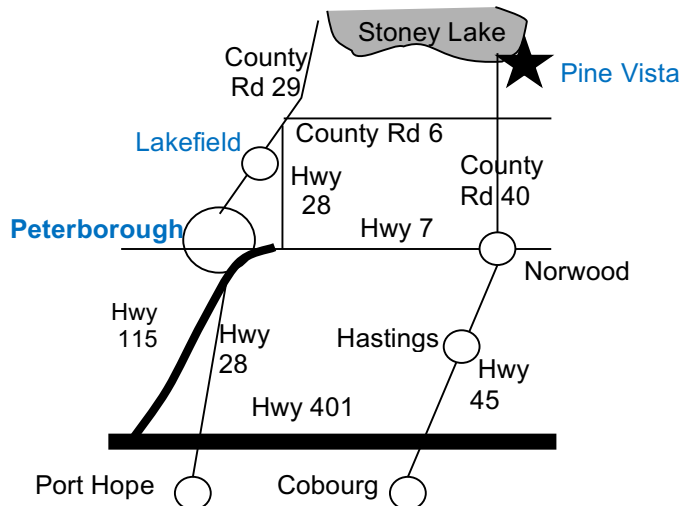 Stoney Lake
County
Rd 29
Pine Vista
County Rd 6
Lakefield
Hwy
28
County
Rd 40
Peterborough
Hwy 7
Norwood
Hwy
115
Hwy
28
Hastings
Hwy
45
Hwy 401
Port Hope
Cobourg